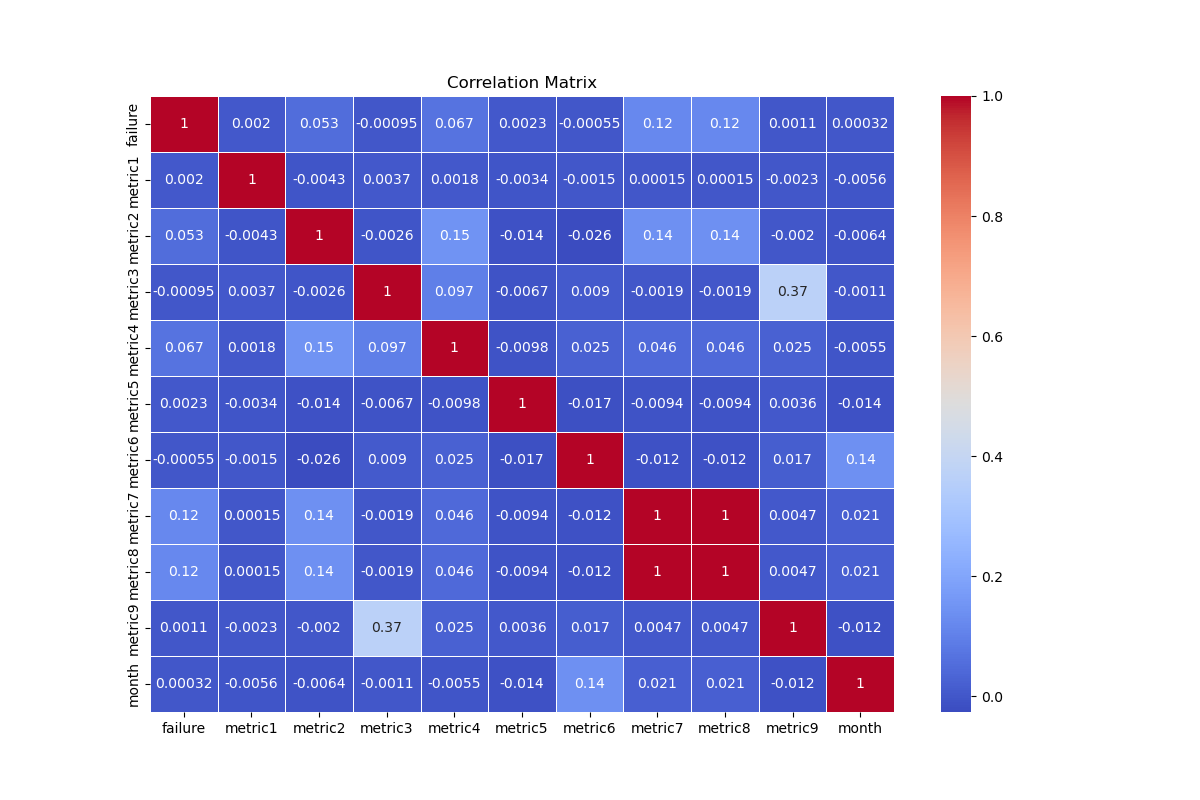 Correlation Matrix
failure 1 0.002 0.053 -0.00095 0.067 0.0023 -0.00055 0.12 0.12 0.0011 0.00032
metric1 0.002 1 -0.0043 0.0037 0.0018 -0.0034 -0.0015 0.00015 0.00015 -0.0023 -0.0056
metric2 0.053 -0.0043 1 -0.0026 0.15 -0.014 -0.026 0.14 0.14 -0.002 -0.0064
metric3 -0.00095 0.0037 -0.0026 1 0.097 -0.0067 0.009 -0.0019 -0.0019 0.37 -0.0011
metric4 0.067 0.0018 0.15 0.097 1 -0.0098 0.025 0.046 0.046 0.025 -0.0055
metric5 0.0023 -0.0034 -0.014 -0.0067 -0.0098 1 -0.017 -0.0094 -0.0094 0.0036 -0.014
metric6 -0.00055 -0.0015 -0.026 0.009 0.025 -0.017 1 -0.012 -0.012 0.017 0.14
metric7 0.12 0.00015 0.14 -0.0019 0.046 -0.0094 -0.012 1 1 0.0047 0.021
metric8 0.12 0.00015 0.14 -0.0019 0.046 -0.0094 -0.012 1 1 0.0047 0.021
metric9 0.0011 -0.0023 -0.002 0.37 0.025 0.0036 0.017 0.0047 0.0047 1 -0.012
month 0.00032 -0.0056 -0.0064 -0.0011 -0.0055 -0.014 0.14 0.021 0.021 -0.012 1
failure metric1 metric2 metric3 metric4 metric5 metric6 metric7 metric8 metric9 month
1.0
0.8
0.6
0.4
0.2
0.0